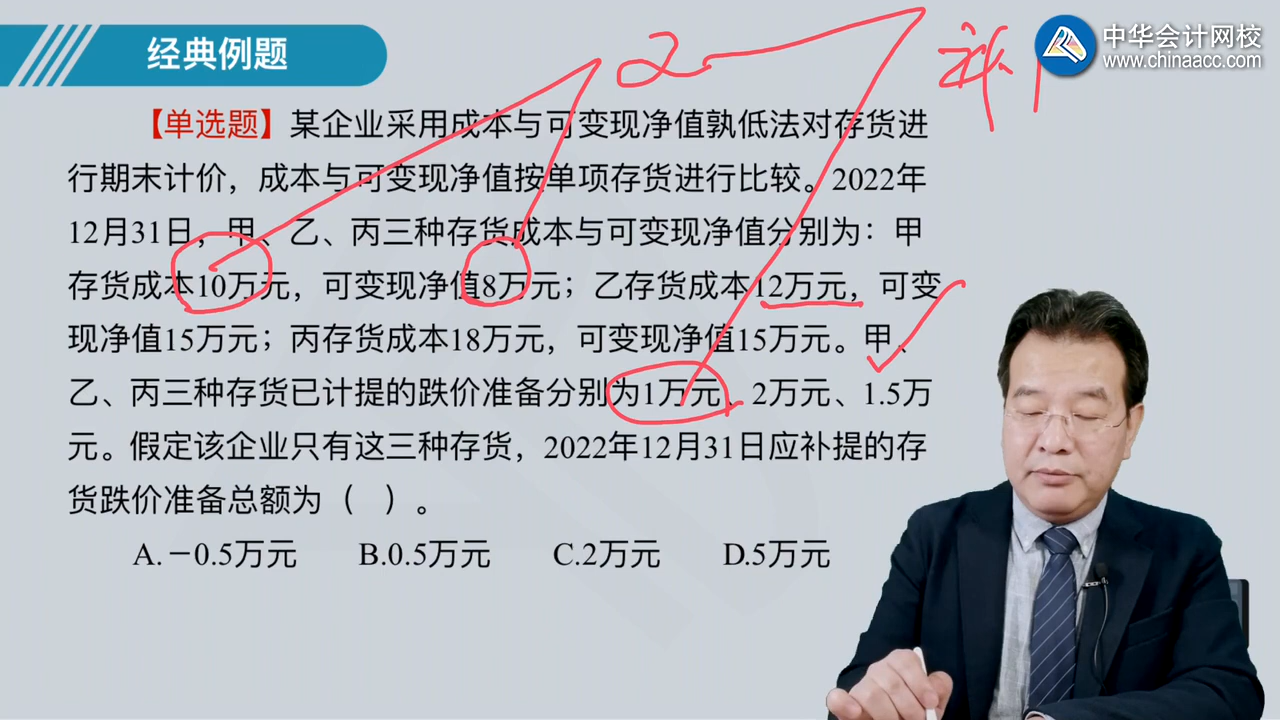 经典例题
中华会计网校
www.chinaacc.com
2
补1
【单选题】某企业采用成本与可变现净值孰低法对存货进
行期末计价，成本与可变现净值按单项存货进行比较。2022年
12月31日，甲、乙、丙三种存货成本与可变现净值分别为：甲
存货成本10万元，可变现净值8万元；乙存货成本12万元，可变
现净值15万元；丙存货成本18万元，可变现净值15万元。甲、
乙、丙三种存货已计提的跌价准备分别为1万元、2万元、1.5万
元。假定该企业只有这三种存货，2022年12月31日应补提的存
货跌价准备总额为（ ）。
A.－0.5万元 B.0.5万元 C.2万元 D.5万元